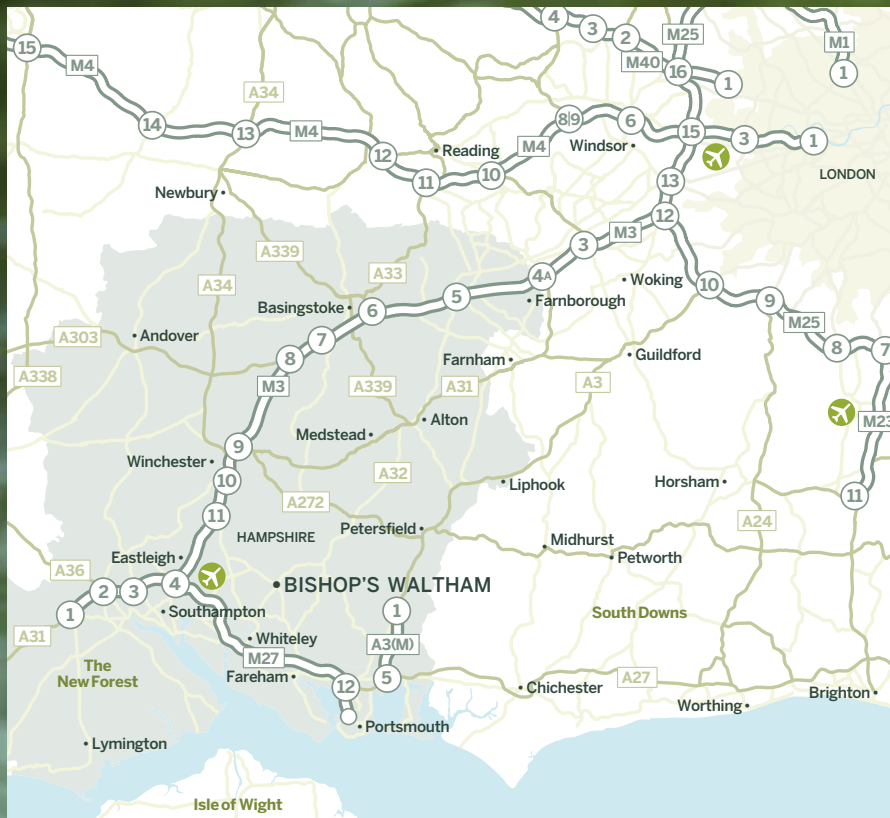 4
3
2
M25
M1
15
M4
M40
16
1
1
A34
14
13
M4
8|9
6
15
3
1
12
Reading
M4
Windsor
11
10
13
LONDON
Newbury
12
A339
M3
3
A33
A34
4A
Woking
10
5
9
Basingstoke
6
Farnborough
A303
Andover
7
M25
8
8
7
Farnham
Guildford
A338
M3
A339
A31
A3
Alton
M23
Medstead
9
Winchester
A32
10
Liphook
Horsham
11
A272
11
HAMPSHIRE
Petersfield
A24
Eastleigh
Midhurst
Petworth
A36
4
BISHOP'S WALTHAM
2
3
1
Southampton
1
South Downs
A31
Whiteley
A3(M)
M27
The
New Forest
Fareham
5
A27
12
Chichester
Brighton
Worthing
Portsmouth
Lymington
Isle of Wight